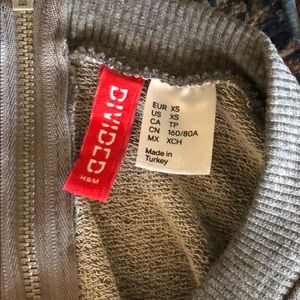 DIVIDED
H&M
EUR XS
US XS
CA TP
CN 160/80A
MX XCH
Made in
Turkey